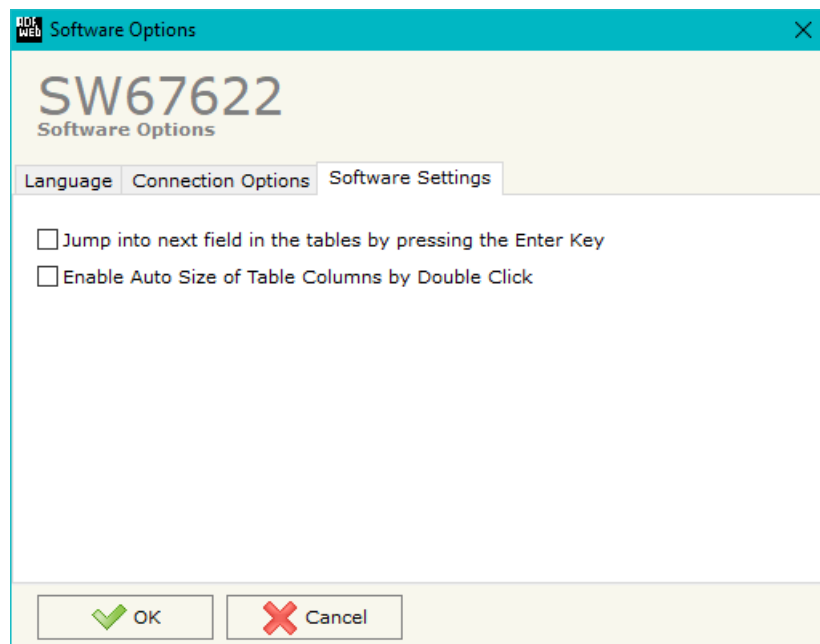 ADF
WEB
Software Options
SW67622
Software Options
Language Connection Options Software Settings
Jump into next field in the tables by pressing the Enter Key
Enable Auto Size of Table Columns by Double Click
OK Cancel